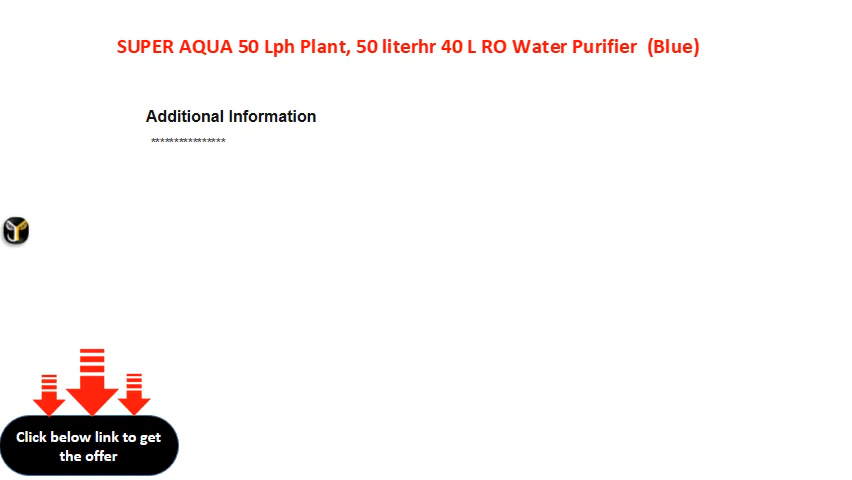 SUPER AQUA 50 Lph Plant, 50 literhr 40 L RO Water Purifier (Blue)
Additional Information
****************
Click below link to get
the offer